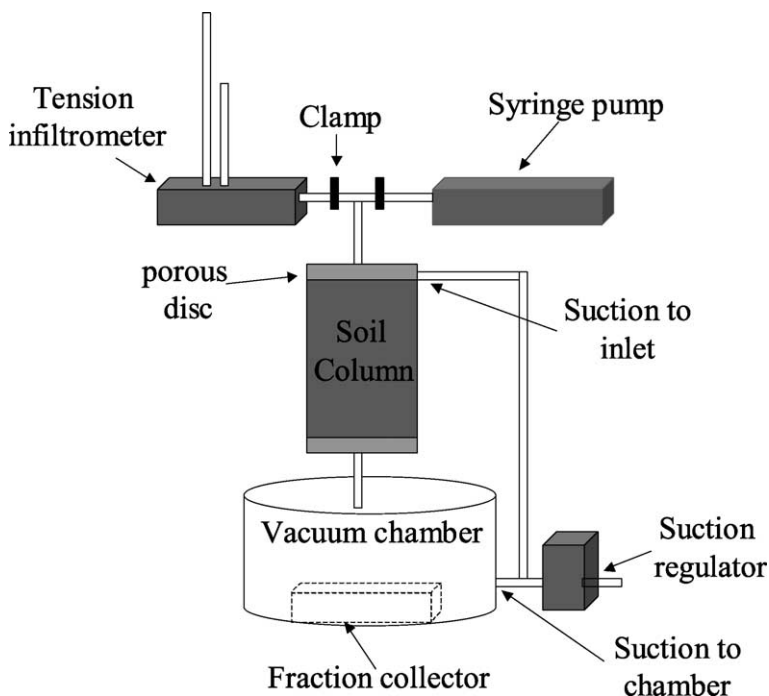 Tension
infiltrometer
Clamp
Syringe pump
porous
disc
Suction to
inlet
Soil
Column
Vacuum chamber
Suction
regulator
Fraction collector
Suction to
chamber